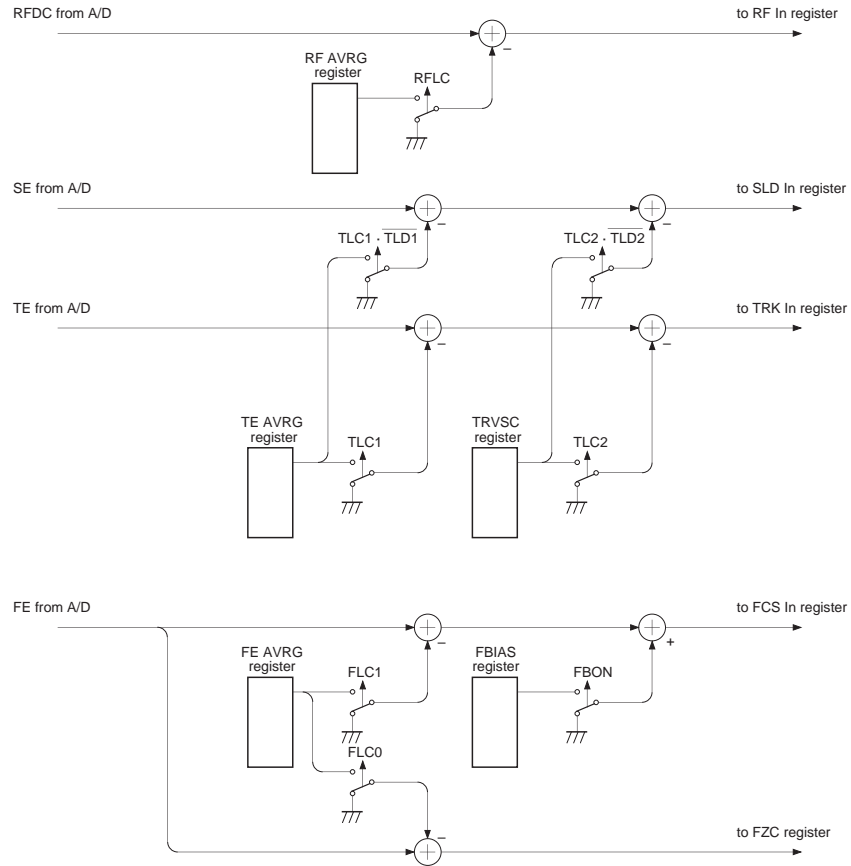 RFDC from A/D
to RF In register
–
RF AVRG
register
RFLC
SE from A/D
to SLD In register
–
–
TLC1 · T̅L̅D̅1̅
TLC2 · T̅L̅D̅2̅
TE from A/D
to TRK In register
–
–
TE AVRG
register
TLC1
TRVSC
register
TLC2
FE from A/D
to FCS In register
–
+
FE AVRG
register
FLC1
FBIAS
register
FBON
FLC0
–
to FZC register